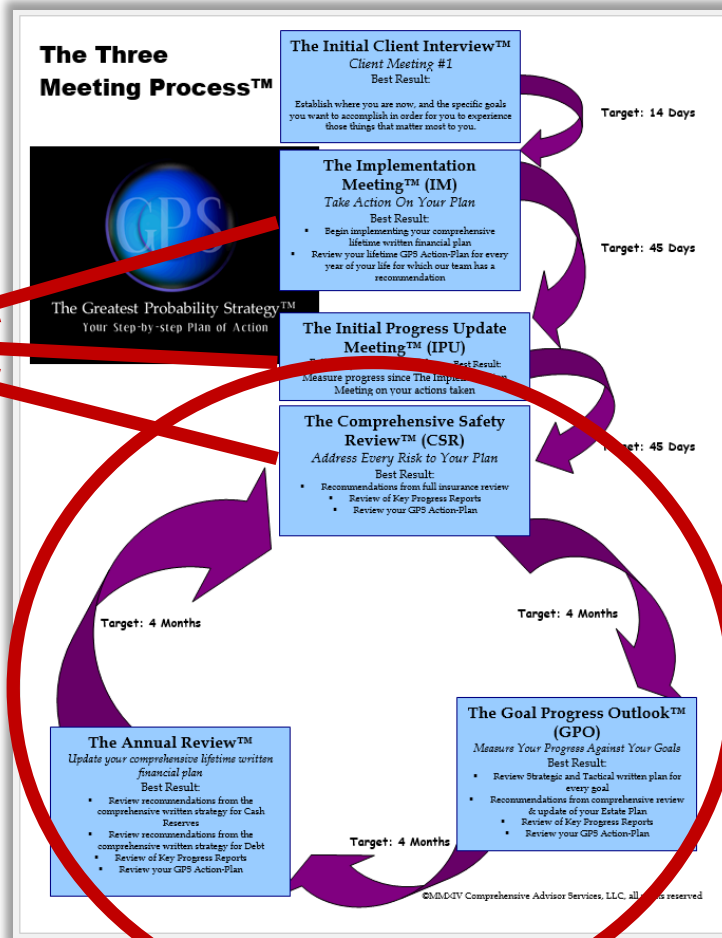 The Three
Meeting Process™
The Initial Client Interview™
Client Meeting #1
Best Result:
Establish where you are now, and the specific goals
you want to accomplish in order for you to experience
those things that matter most to you.
Target: 14 Days
The Implementation
Meeting™ (IM)
Take Action On Your Plan
Best Result:
▪ Begin implementing your comprehensive
lifetime written financial plan
▪ Review your lifetime GPS Action-Plan for every
year of your life for which our team has a
recommendation
Target: 45 Days
GPS
The Greatest Probability Strategy™
Your Step-by-step Plan of Action
The Initial Progress Update
Meeting™ (IPU)
Best Result:
Measure progress since The
Meeting on your actions taken
Target: 45 Days
The Comprehensive Safety
Review™ (CSR)
Address Every Risk to Your Plan
Best Result:
▪ Recommendations from full insurance review
▪ Review of Key Progress Reports
▪ Review your GPS Action-Plan
Target: 4 Months
Target: 4 Months
The Goal Progress Outlook™
(GPO)
Measure Your Progress Against Your Goals
Best Result:
▪ Review Strategic and Tactical written plan for
every goal
▪ Recommendations from comprehensive review
& update of your Estate Plan
▪ Review of Key Progress Reports
▪ Review your GPS Action-Plan
The Annual Review™
Update your comprehensive lifetime written
financial plan
Best Result:
▪ Review recommendations from the
comprehensive written strategy for Cash
Reserves
▪ Review recommendations from the
comprehensive written strategy for Debt
▪ Review of Key Progress Reports
▪ Review your GPS Action-Plan
Target: 4 Months
©MMXIV Comprehensive Advisor Services, LLC, all rights reserved